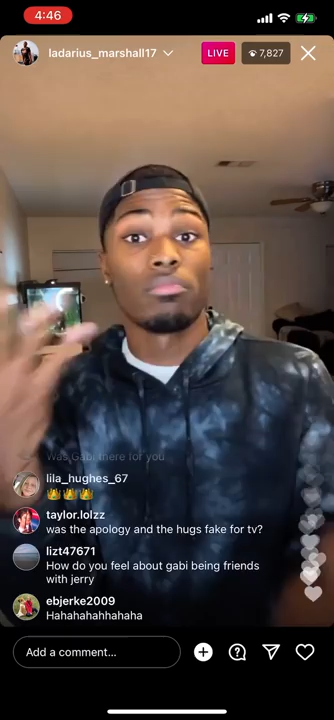 4:46
ladarius_marshall17
LIVE
7,827
Was Gabi there for you
lila_hughes_67
👑👑👑
taylor.lolzz
was the apology and the hugs fake for tv?
lizt47671
How do you feel about gabi being friends
with jerry
ebjerke2009
Hahahahahhahaha
Add a comment...